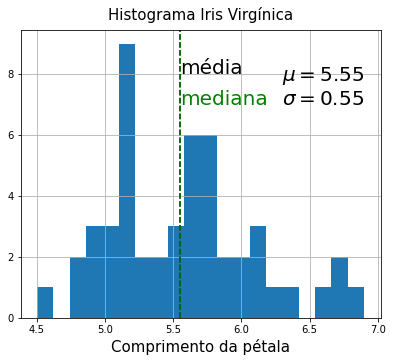 Histograma Iris Virgínica
média
mediana
μ = 5.55
σ = 0.55
8
6
4
2
0
4.5 5.0 5.5 6.0 6.5 7.0
Comprimento da pétala